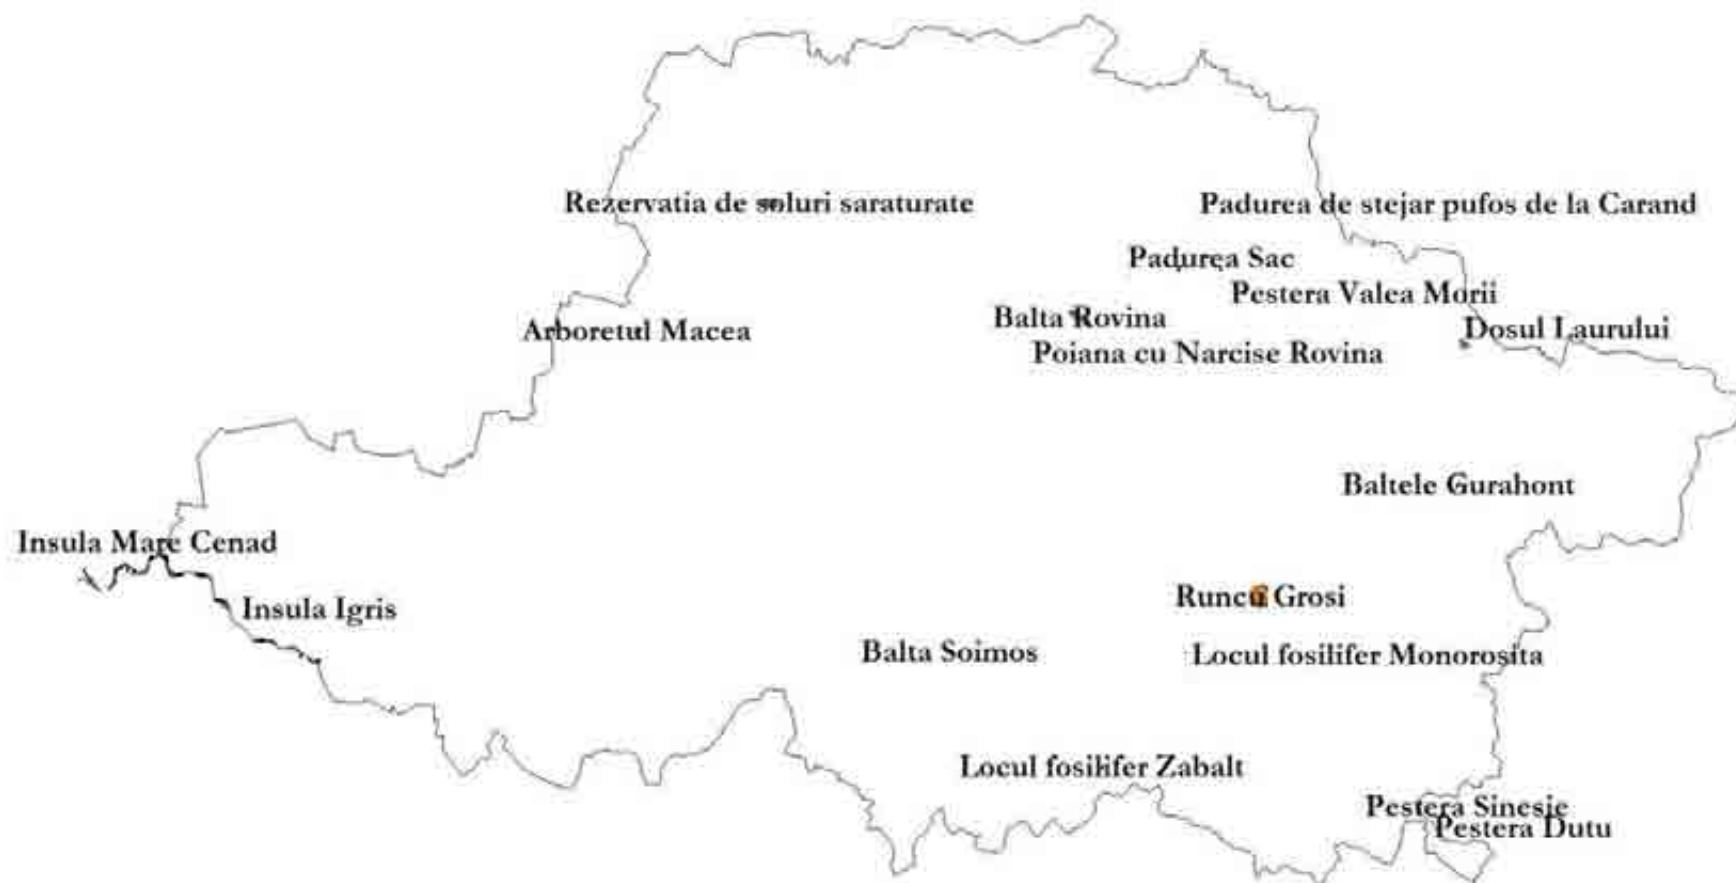 Rezervatia de soluri saraturate
Padurea de stejar pufos de la Carand
Padurea Sac
Pestera Valea Morii
Balta Rovina
Arboretul Macea
Dosul Laurului
Poiana cu Narcise Rovina
Baltele Gurahont
Insula Mare Cenad
Runcu Grosi
Insula Igris
Balta Soimos
Locul fosilifer Monorosita
Locul fosilifer Zabalt
Pestera Sinesie
Pestera Dutu